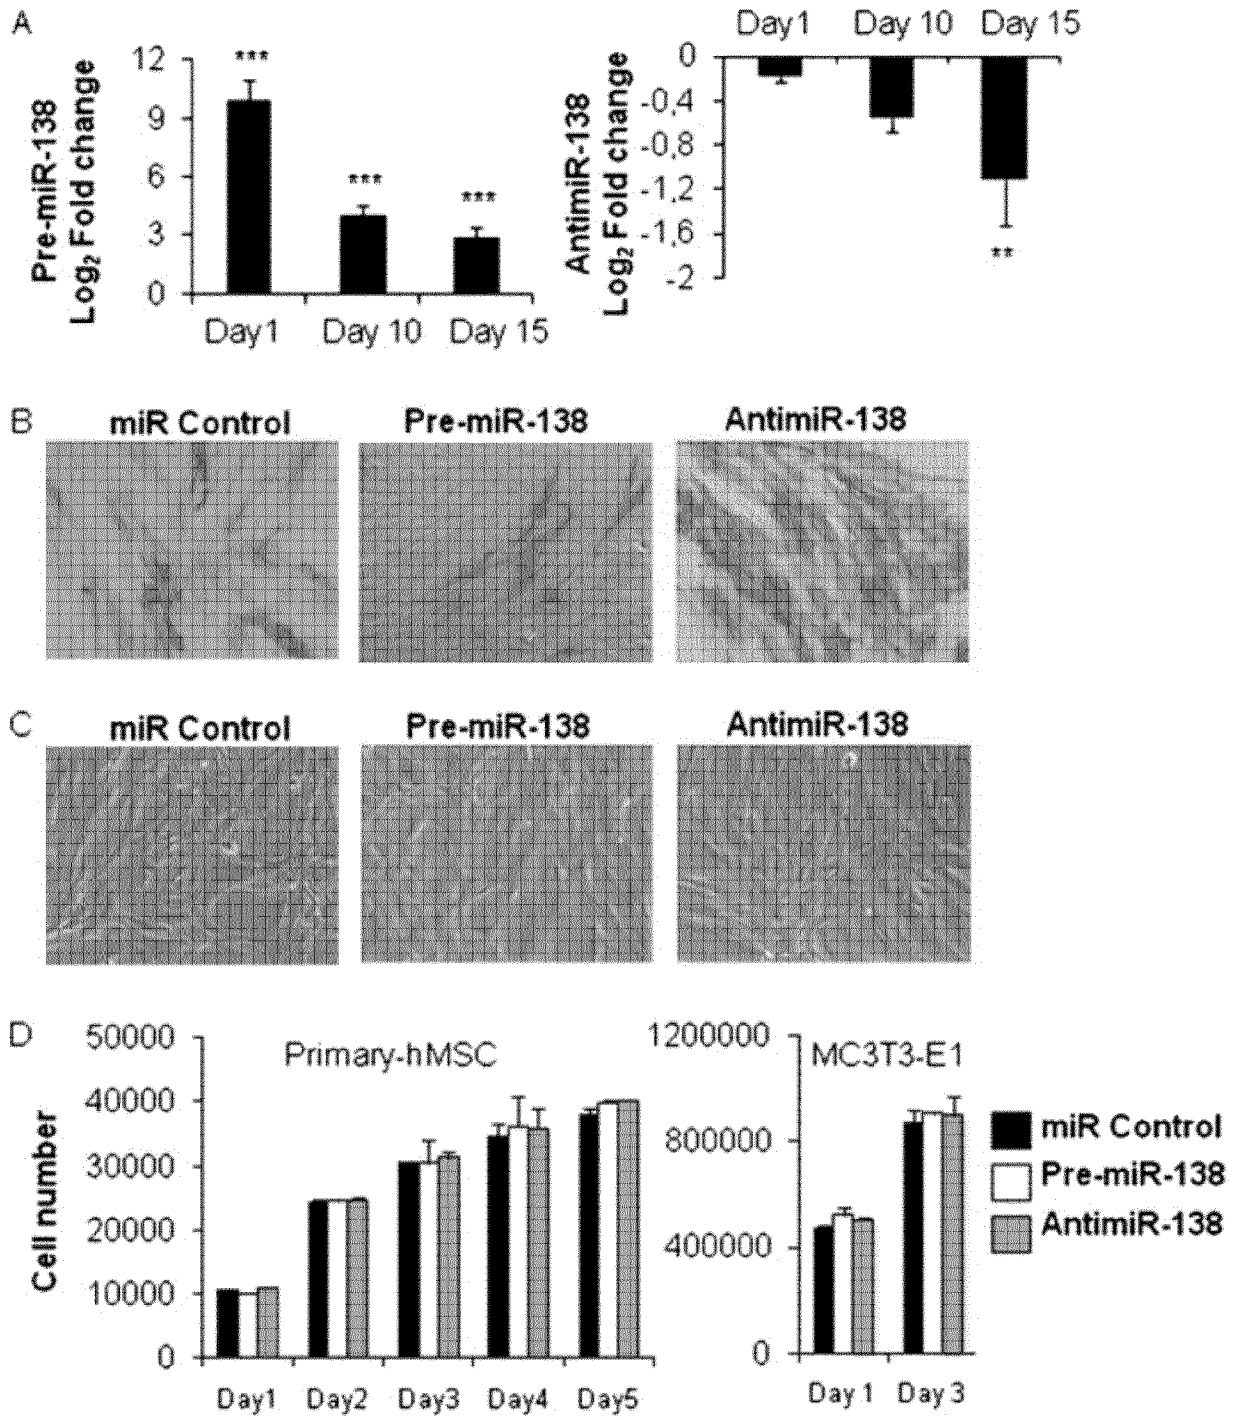 A
Pre-miR-138
Log2 Fold change
12
9
6
3
0
***
***
***
Day1 Day 10 Day 15
AntimiR-138
Log2 Fold change
Day1 Day 10 Day 15
0
-0,4
-0,8
-1,2
-1,6
-2
**
B
miR Control Pre-miR-138 AntimiR-138
C
miR Control Pre-miR-138 AntimiR-138
D
Cell number
50000
40000
30000
20000
10000
0
Primary-hMSC
Day1 Day2 Day3 Day4 Day5
1200000
800000
400000
0
MC3T3-E1
Day 1 Day 3
miR Control
Pre-miR-138
AntimiR-138